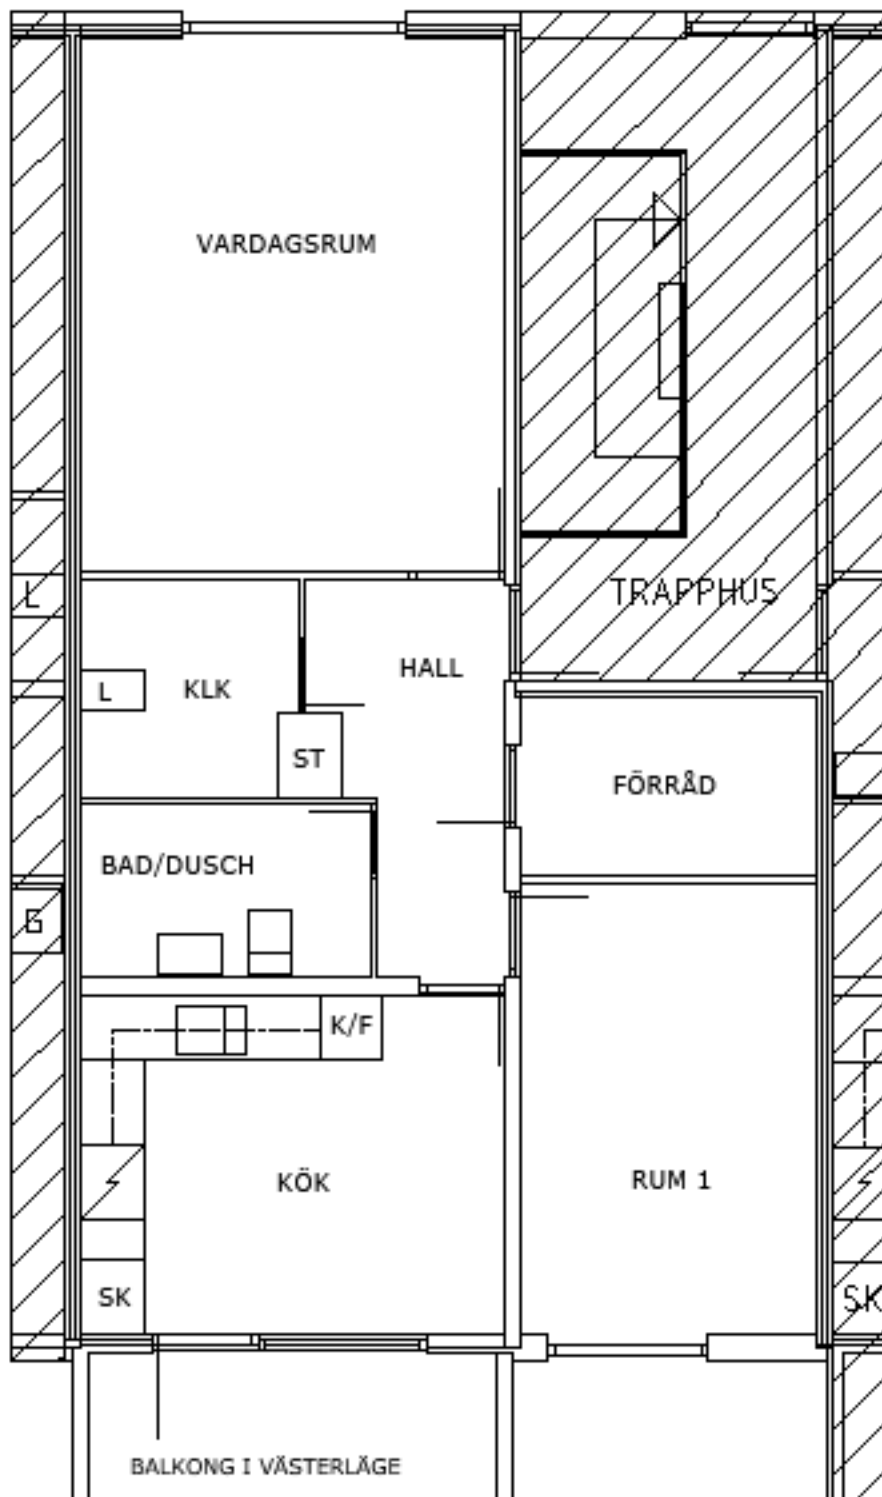 VARDAGSRUM
TRAPPHUS
L
HALL
L
KLK
ST
FÖRRÅD
BAD/DUSCH
G
K/F
KÖK
RUM 1
SK
SK
BALKONG I VÄSTERLÄGE